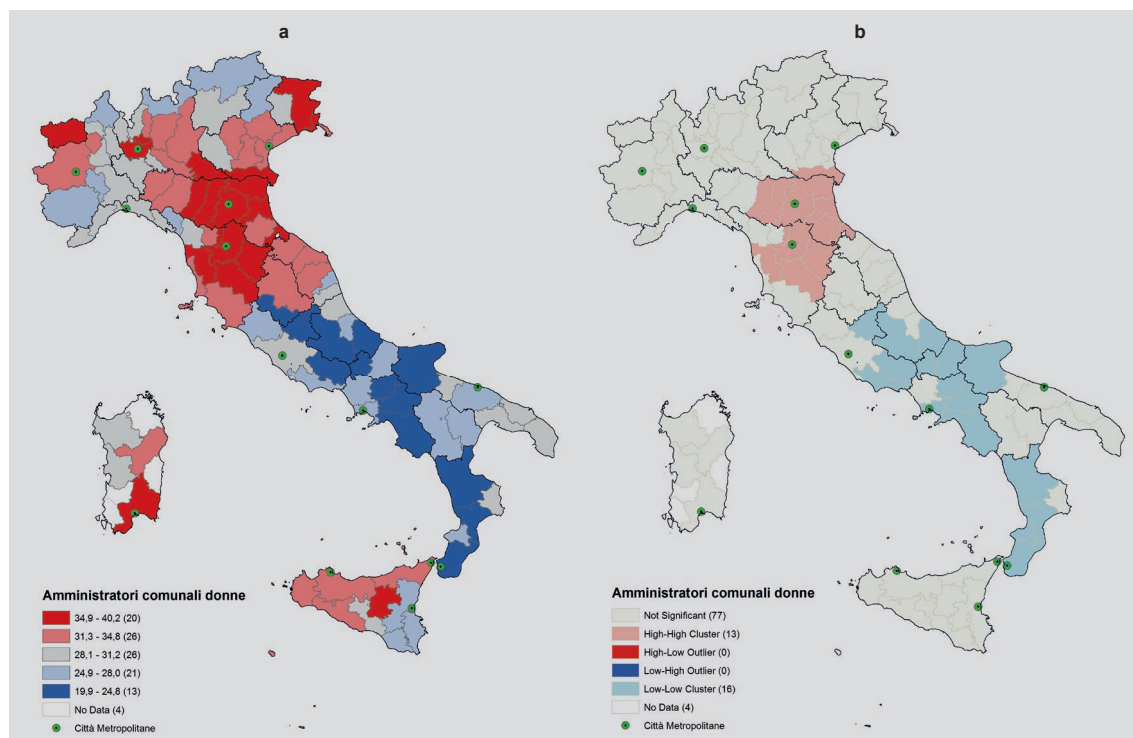 a
b
Amministratori comunali donne
34,9 - 40,2 (20)
31,3 - 34,8 (26)
28,1 - 31,2 (26)
24,9 - 28,0 (21)
19,9 - 24,8 (13)
No Data (4)
Città Metropolitane
Amministratori comunali donne
Not Significant (77)
High-High Cluster (13)
High-Low Outlier (0)
Low-High Outlier (0)
Low-Low Cluster (16)
No Data (4)
Città Metropolitane